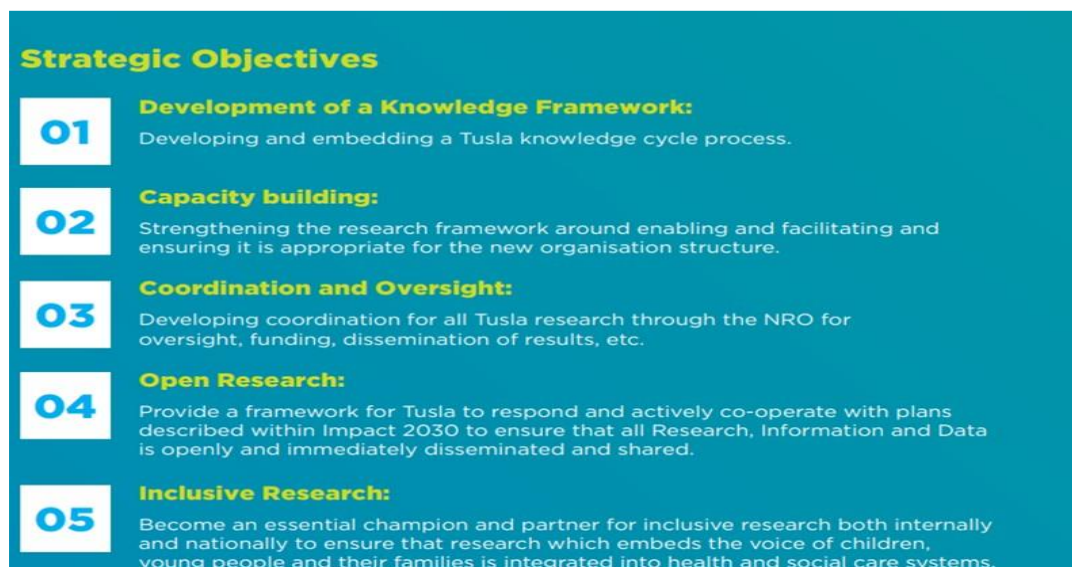 Strategic Objectives
01
Development of a Knowledge Framework:
Developing and embedding a Tusla knowledge cycle process.
02
Capacity building:
Strengthening the research framework around enabling and facilitating and
ensuring it is appropriate for the new organisation structure.
03
Coordination and Oversight:
Developing coordination for all Tusla research through the NRO for
oversight, funding, dissemination of results, etc.
04
Open Research:
Provide a framework for Tusla to respond and actively co-operate with plans
described within Impact 2030 to ensure that all Research, Information and Data
is openly and immediately disseminated and shared.
05
Inclusive Research:
Become an essential champion and partner for inclusive research both internally
and nationally to ensure that research which embeds the voice of children,
young people and their families is integrated into health and social care systems.